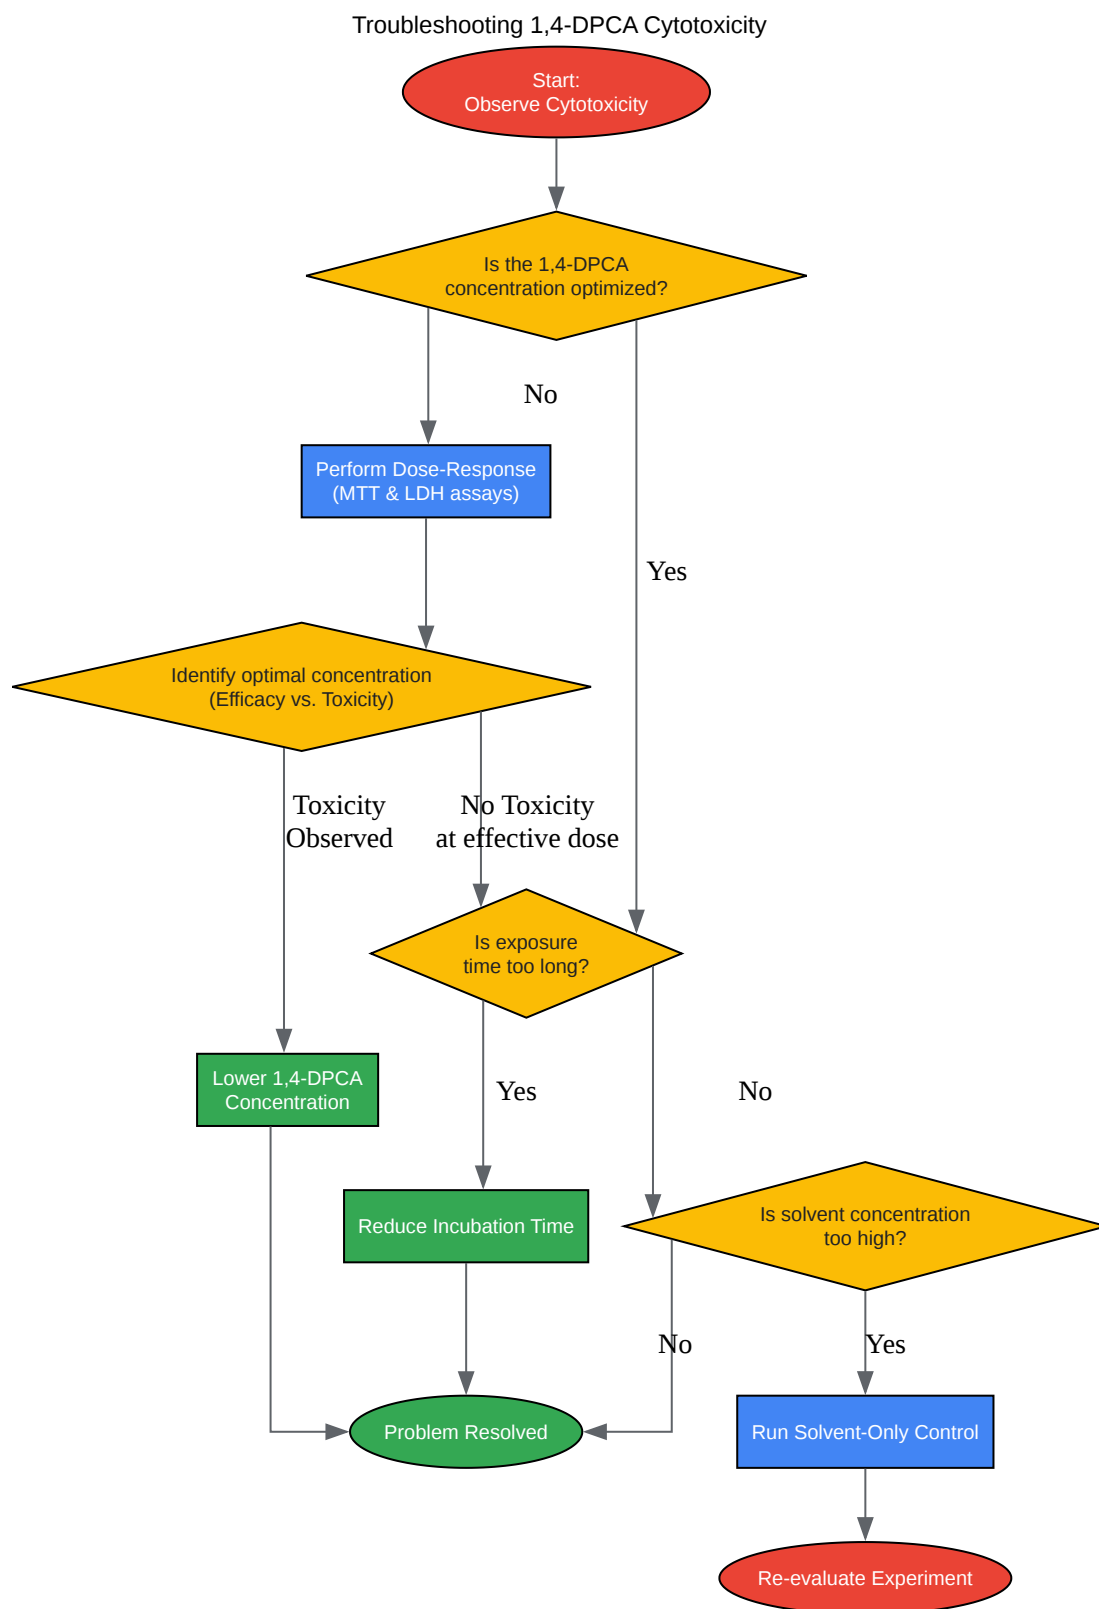 Troubleshooting 1,4-DPCA Cytotoxicity
Start:
Observe Cytotoxicity
Is the 1,4-DPCA
concentration optimized?
No
Perform Dose-Response
(MTT & LDH assays)
Yes
Identify optimal concentration
(Efficacy vs. Toxicity)
Toxicity
Observed
No Toxicity
at effective dose
Is exposure
time too long?
Lower 1,4-DPCA
Concentration
Yes
No
Reduce Incubation Time
Is solvent concentration
too high?
No
Yes
Problem Resolved
Run Solvent-Only Control
Re-evaluate Experiment